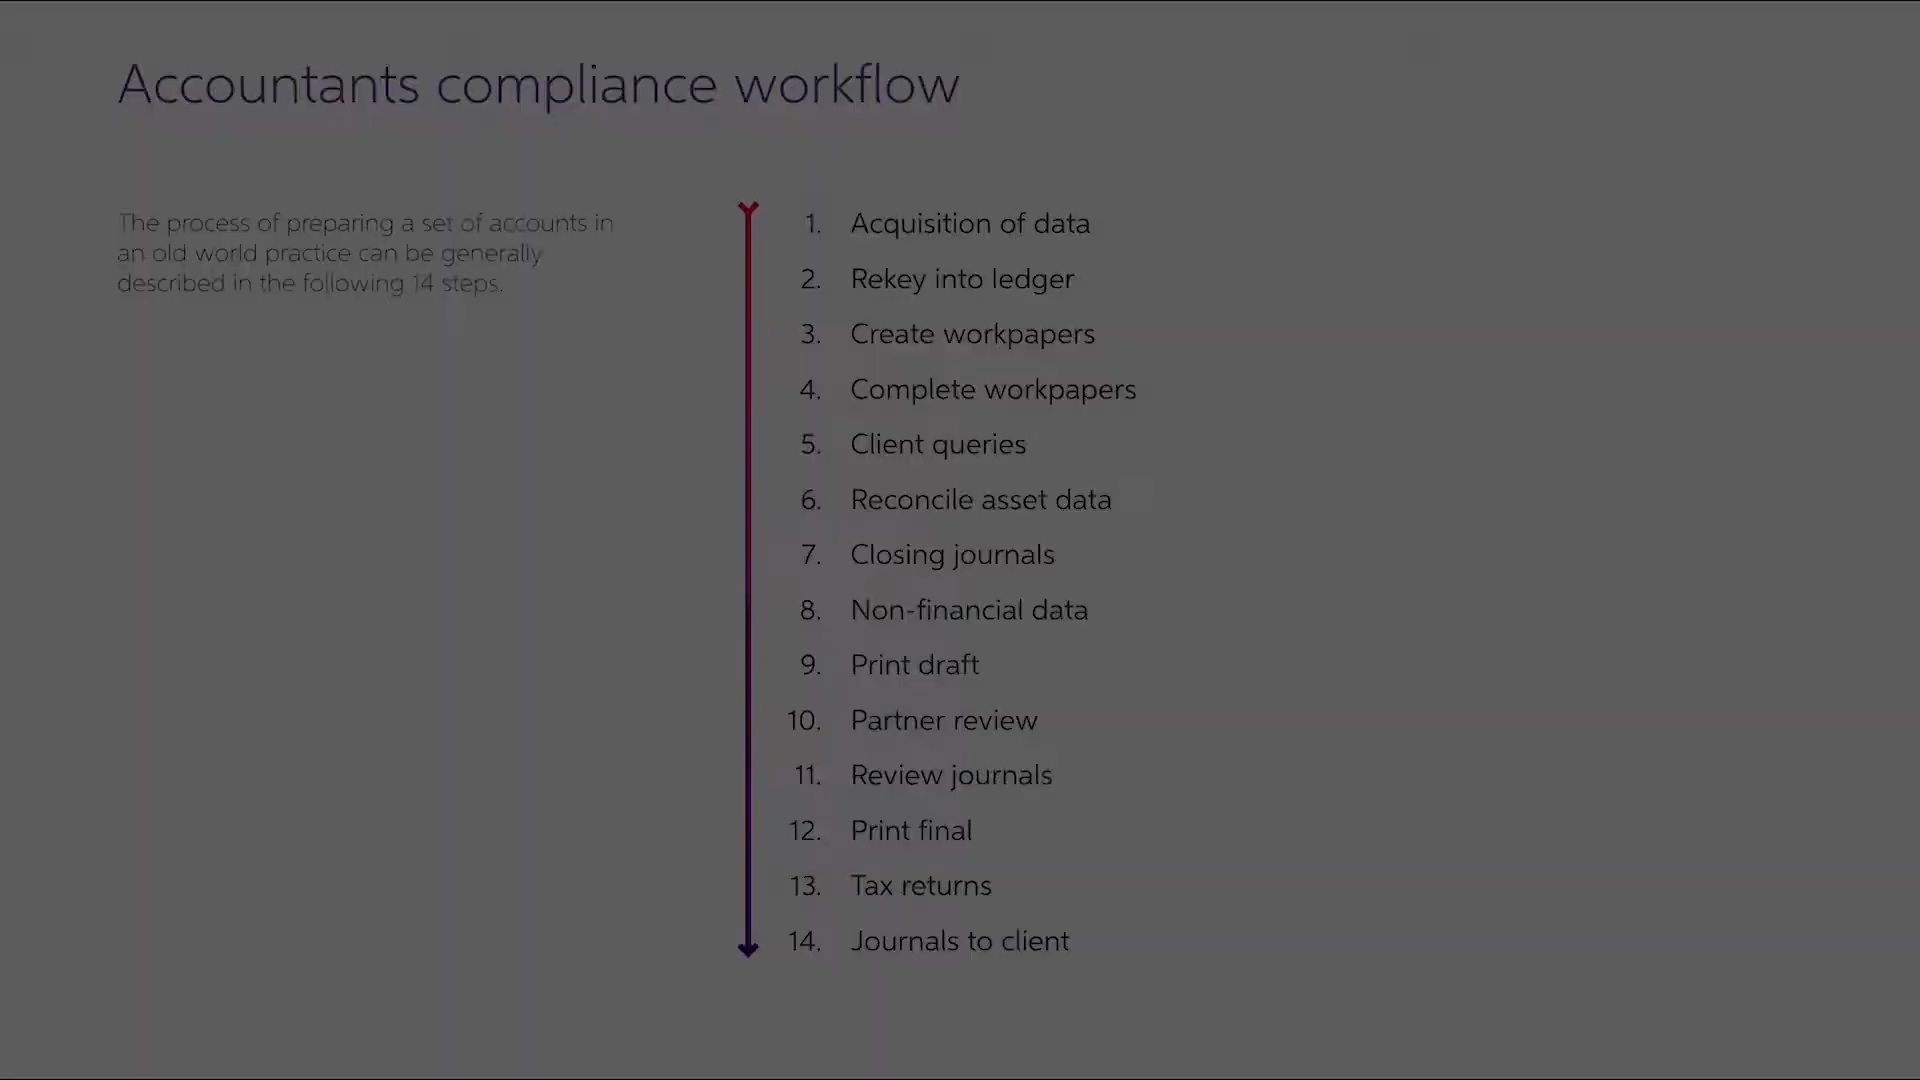 Accountants compliance workflow
The process of preparing a set of accounts in
an old world practice can be generally
described in the following 14 steps.
1. Acquisition of data
2. Rekey into ledger
3. Create workpapers
4. Complete workpapers
5. Client queries
6. Reconcile asset data
7. Closing journals
8. Non-financial data
9. Print draft
10. Partner review
11. Review journals
12. Print final
13. Tax returns
14. Journals to client